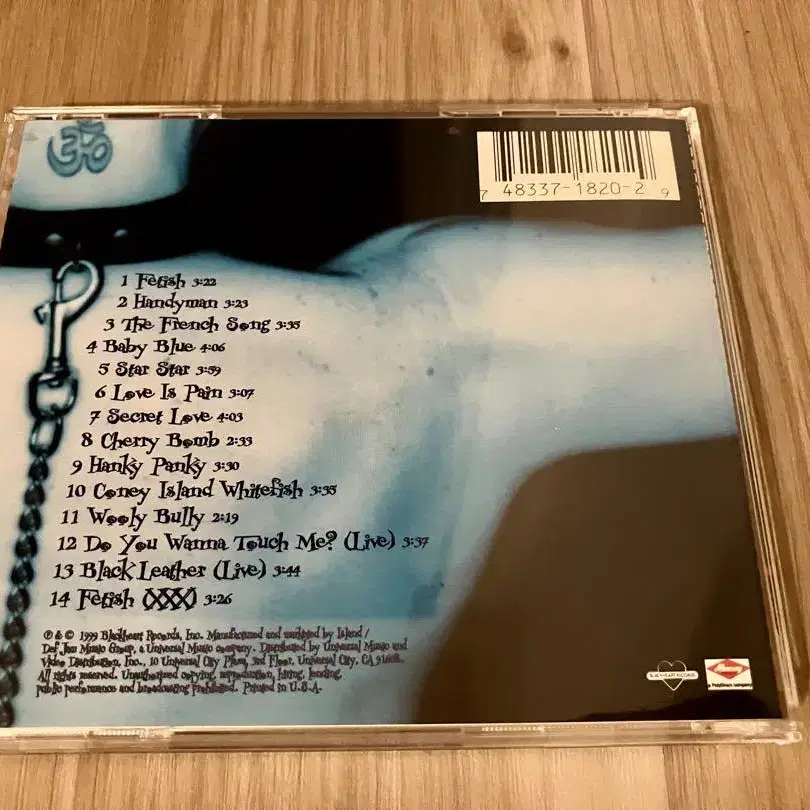 ॐ
7 48337-1820-2 9
1 Fetish 3:22
2 Handyman 3:23
3 The French Song 3:35
4 Baby Blue 4:06
5 Star Star 3:59
6 Love Is Pain 3:07
7 Secret Love 4:03
8 Cherry Bomb 2:33
9 Hanky Panky 3:30
10 Coney Island Whitefish 3:35
11 Wooly Bully 2:19
12 Do You Wanna Touch Me? (Live) 3:37
13 Black Leather (Live) 3:44
14 Fetish (XXX) 3:26
℗ & © 1999 Blackheart Records, Inc. Manufactured and marketed by Island /
Def Jam Music Group, a Universal Music company. Distributed by Universal Music and
Video Distribution, Inc., 10 Universal City Plaza, 3rd Floor, Universal City, CA 91608.
All rights reserved. Unauthorized copying, reproduction, hiring, lending,
public performance and broadcasting prohibited. Printed in U.S.A.
BLACKHEART RECORDS
Mercury
a PolyGram company